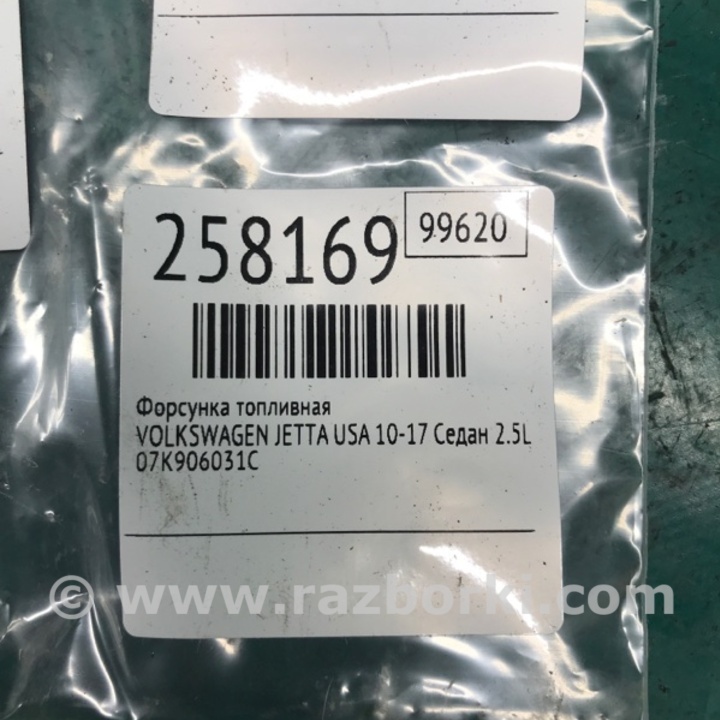 258169
99620
Форсунка топливная
VOLKSWAGEN JETTA USA 10-17 Седан 2.5L
07K906031C
© www.razborki.com